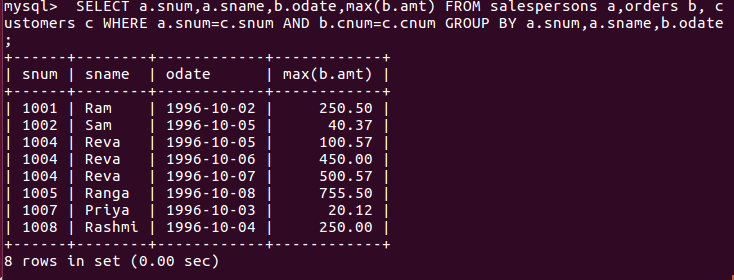 mysql>  SELECT a.snum,a.sname,b.odate,max(b.amt) FROM salespersons a,orders b, c
ustomers c WHERE a.snum=c.snum AND b.cnum=c.cnum GROUP BY a.snum,a.sname,b.odate
;
+------+--------+------------+------------+
| snum | sname  | odate      | max(b.amt) |
+------+--------+------------+------------+
| 1001 | Ram    | 1996-10-02 |     250.50 |
| 1002 | Sam    | 1996-10-05 |      40.37 |
| 1004 | Reva   | 1996-10-05 |     100.57 |
| 1004 | Reva   | 1996-10-06 |     450.00 |
| 1004 | Reva   | 1996-10-07 |     500.57 |
| 1005 | Ranga  | 1996-10-08 |     755.50 |
| 1007 | Priya  | 1996-10-03 |      20.12 |
| 1008 | Rashmi | 1996-10-04 |     250.00 |
+------+--------+------------+------------+
8 rows in set (0.00 sec)